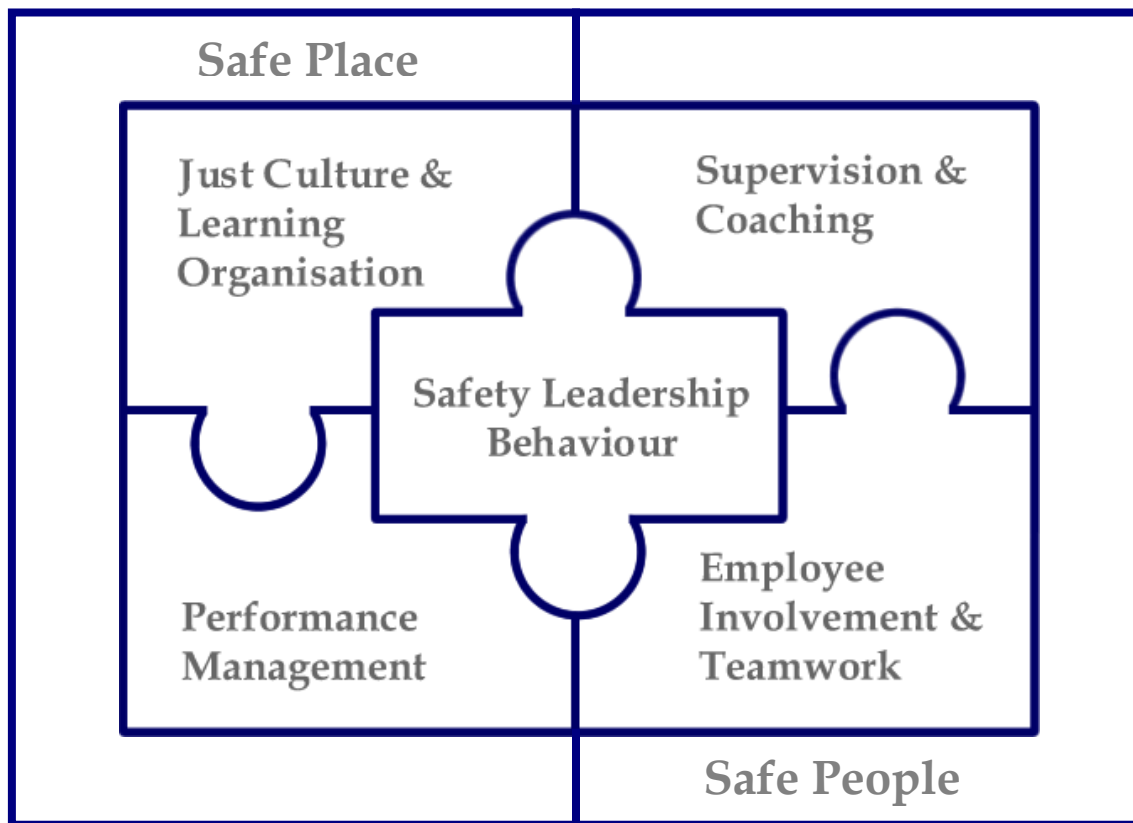 Safe Place
Just Culture &
Learning
Organisation
Supervision &
Coaching
Safety Leadership
Behaviour
Performance
Management
Employee
Involvement &
Teamwork
Safe People